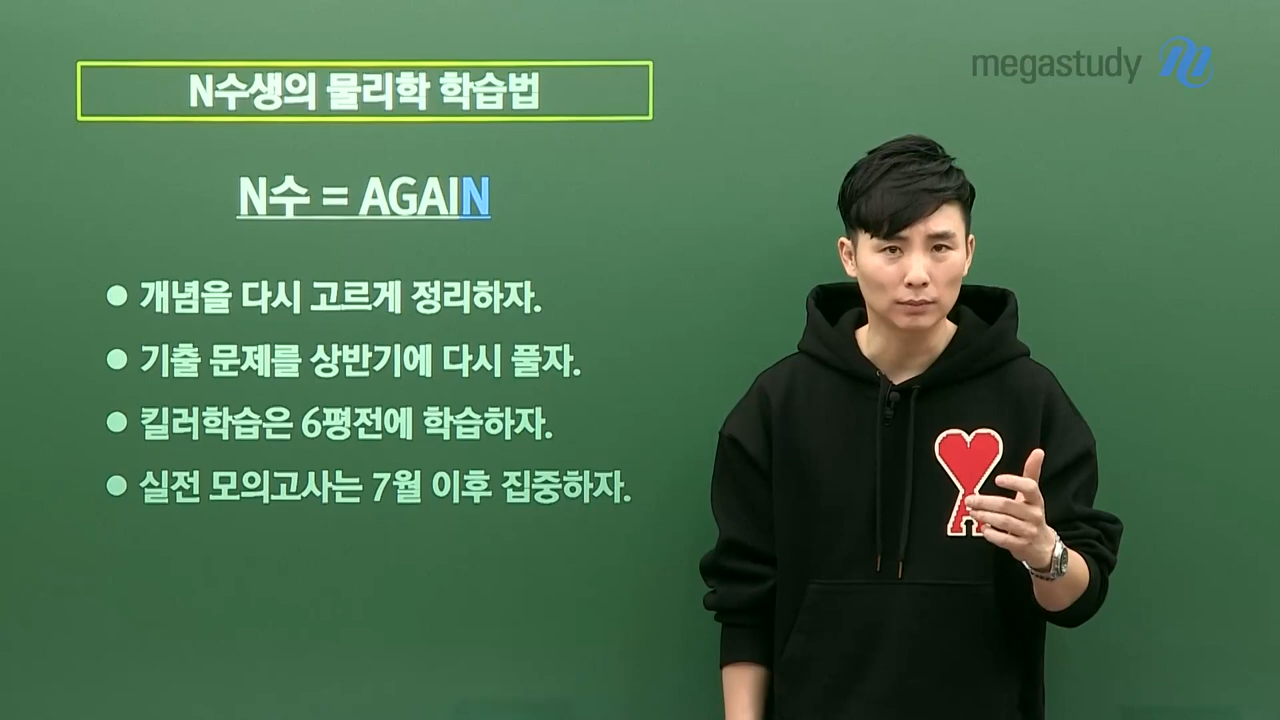 N수생의 물리학 학습법
megastudy
N수 = AGAIN
● 개념을 다시 고르게 정리하자.
● 기출 문제를 상반기에 다시 풀자.
● 킬러학습은 6평전에 학습하자.
● 실전 모의고사는 7월 이후 집중하자.